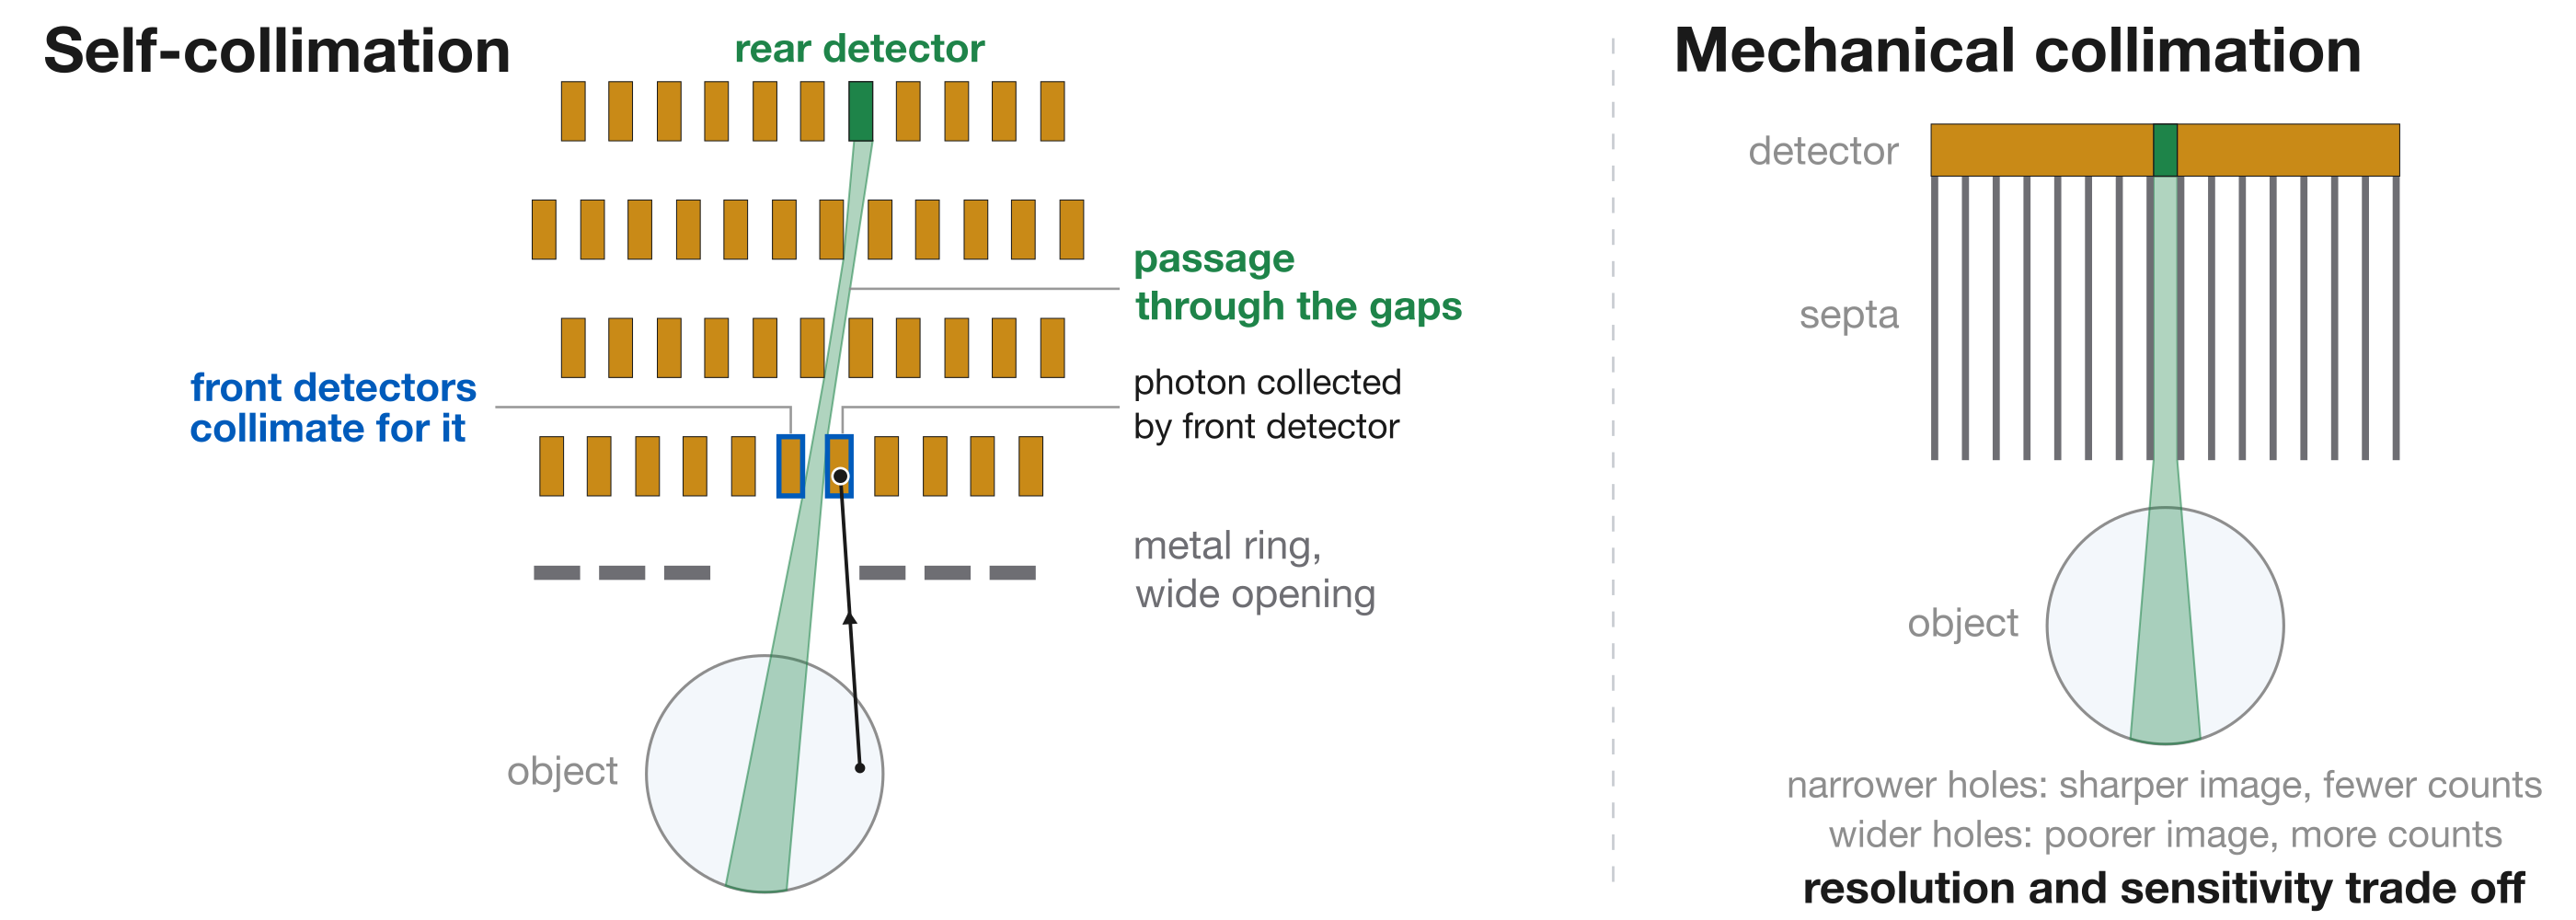 Self-collimation
rear detector
passage
through the gaps
front detectors
collimate for it
photon collected
by front detector
metal ring,
wide opening
object
Mechanical collimation
detector
septa
object
narrower holes: sharper image, fewer counts
wider holes: poorer image, more counts
resolution and sensitivity trade off